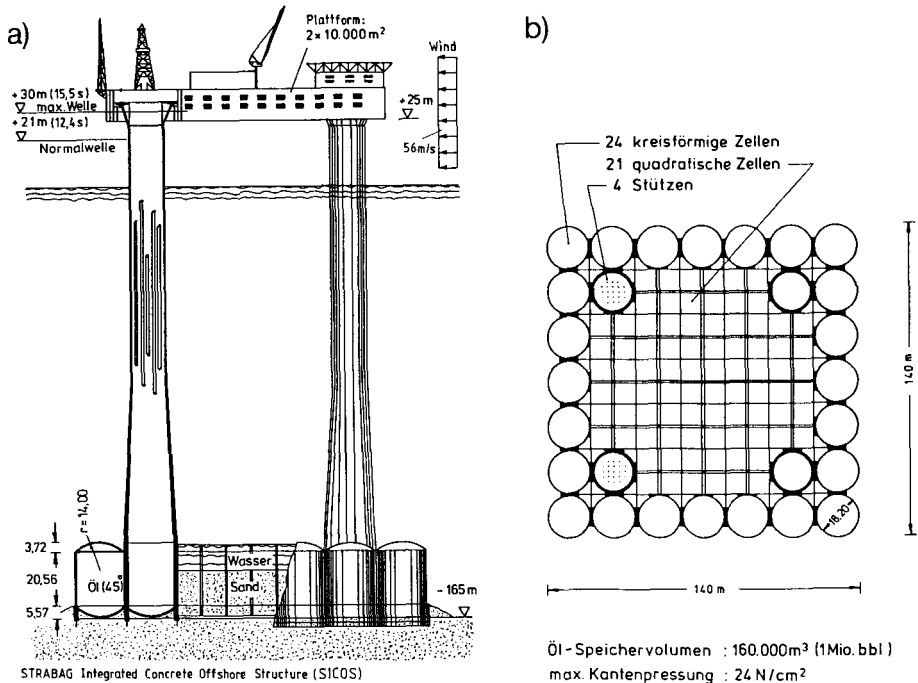 a)
Plattform:
2 x 10.000 m²
Wind
+30m (15,5 s)
max. Welle
+21m (12,4 s)
Normalwelle
+25 m
56m/s
r = 14,00
3,72
20,56
5,57
Öl (45°
Wasser
Sand
- 165 m
STRABAG Integrated Concrete Offshore Structure (SICOS)
b)
24 kreisförmige Zellen
21 quadratische Zellen
4 Stützen
140 m
18,20
140 m
Öl-Speichervolumen : 160.000m³ (1Mio. bbl)
max. Kantenpressung : 24 N/cm²